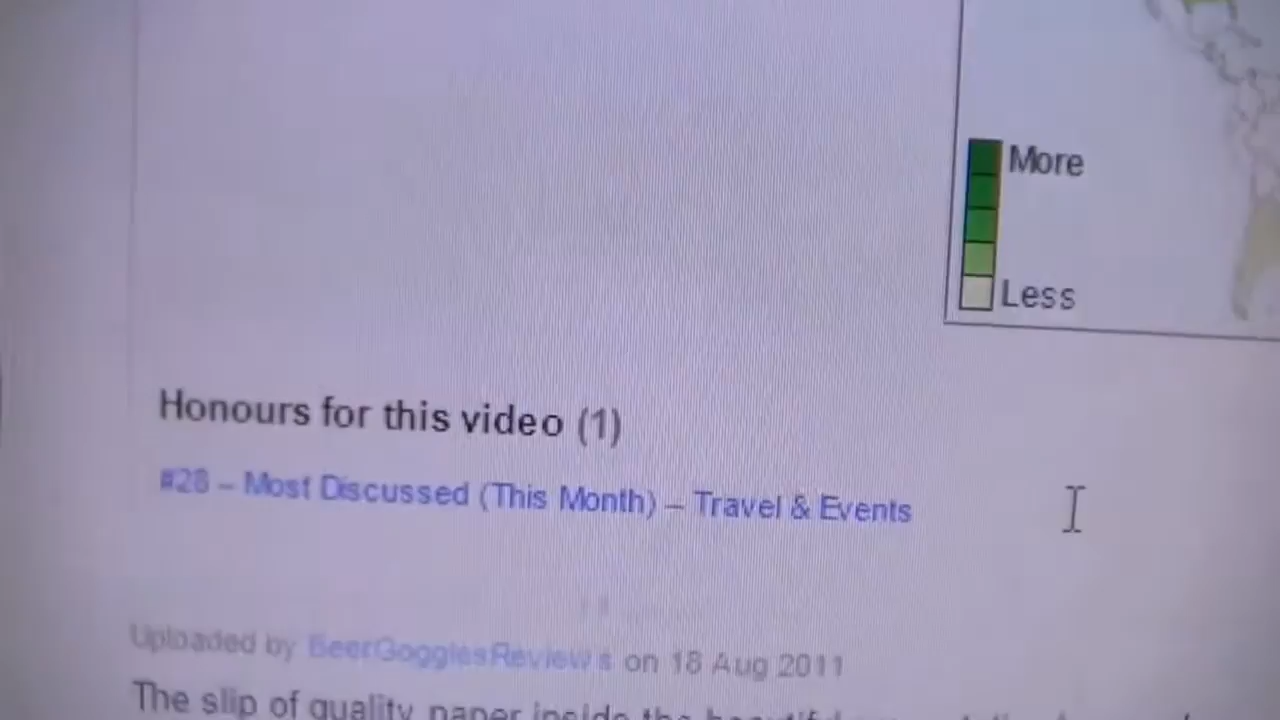 More
Less
Honours for this video (1)
#28 – Most Discussed (This Month) – Travel & Events
Uploaded by BeerGogglesReviews on 18 Aug 2011
The slip of quality paper inside the beautiful